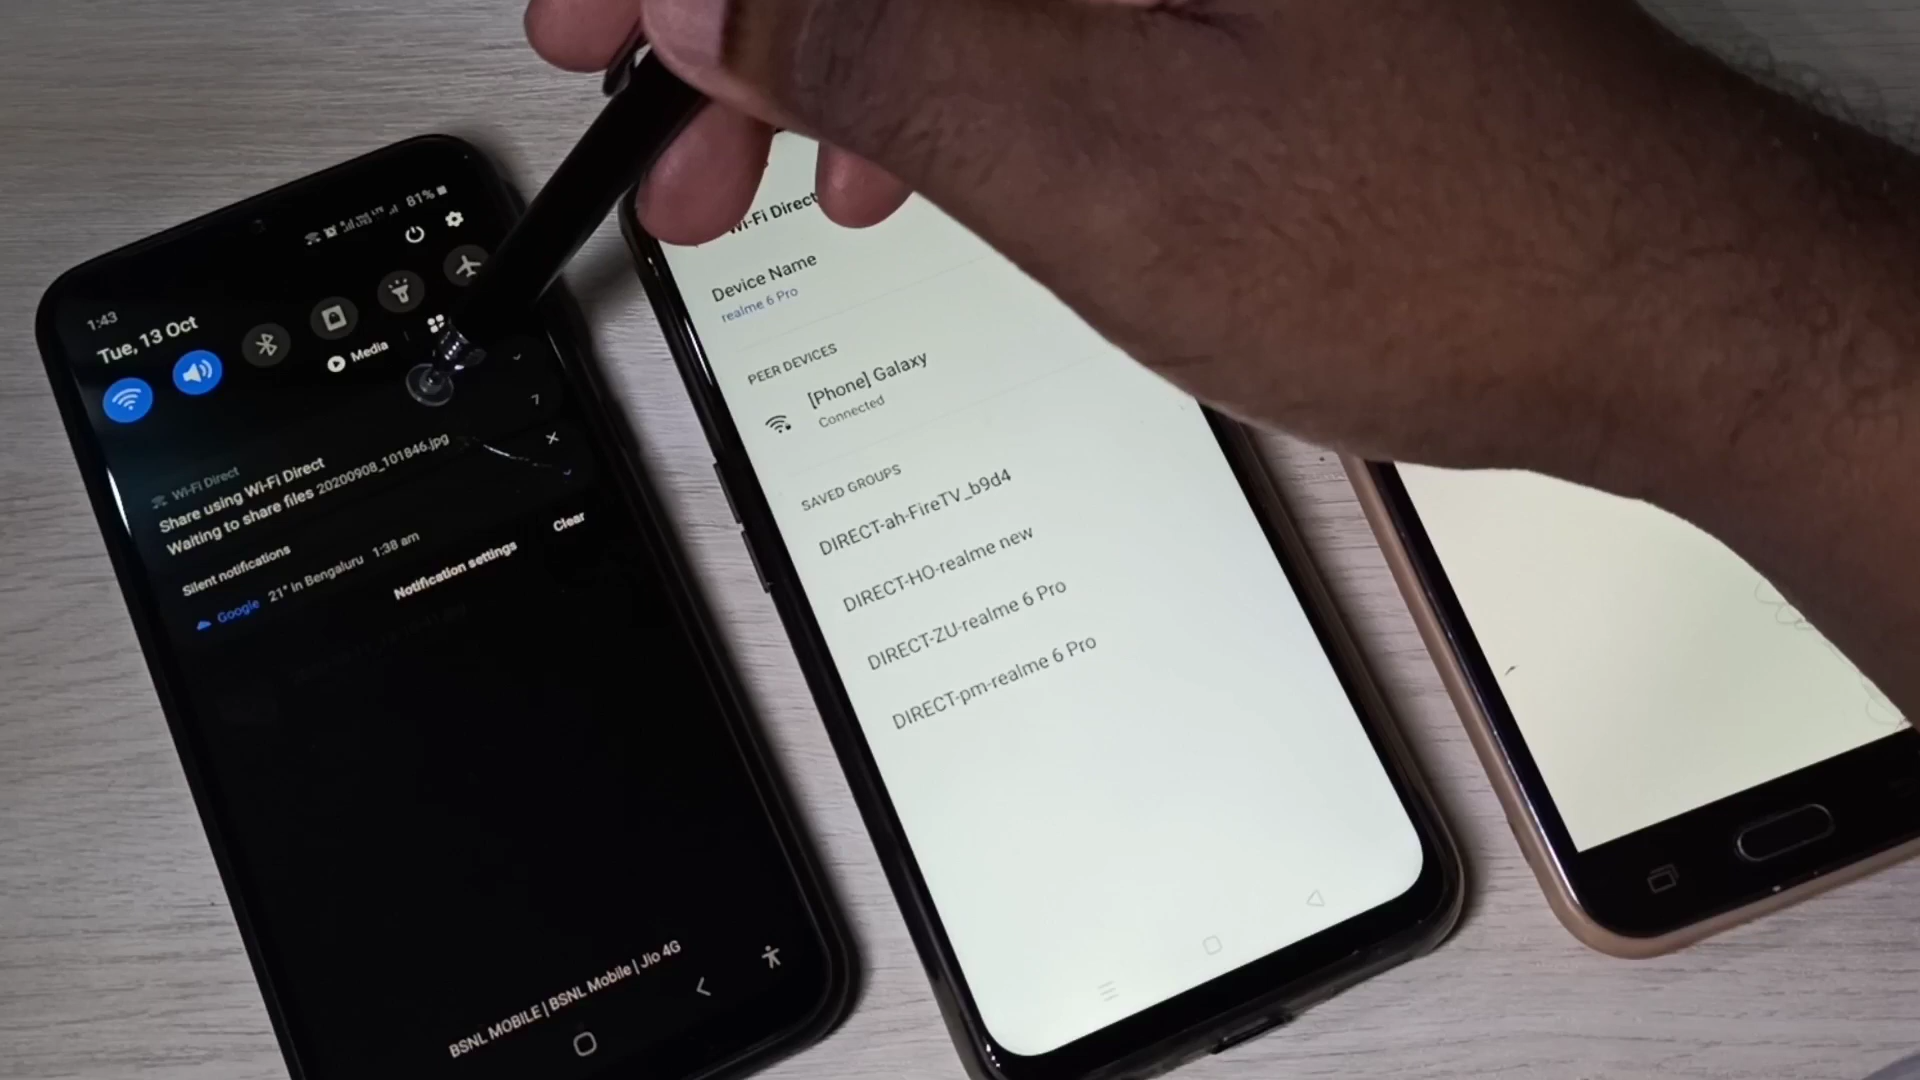 81%
1:43
Tue, 13 Oct
Media
7
Wi-Fi Direct
Share using Wi-Fi Direct
Waiting to share files 20200908_101846.jpg
Silent notifications
Google 21° in Bengaluru 1:38 am
Notification settings
Clear
BSNL MOBILE | BSNL Mobile | Jio 4G
Wi-Fi Direct
Device Name
realme 6 Pro
PEER DEVICES
[Phone] Galaxy
Connected
SAVED GROUPS
DIRECT-ah-FireTV_b9d4
DIRECT-HO-realme new
DIRECT-ZU-realme 6 Pro
DIRECT-pm-realme 6 Pro